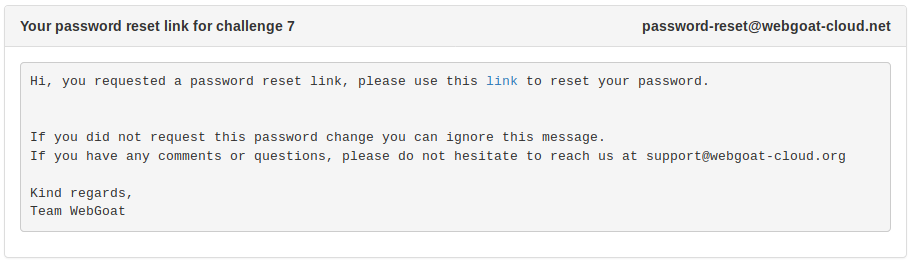 Your password reset link for challenge 7 password-reset@webgoat-cloud.net
Hi, you requested a password reset link, please use this link to reset your password.
If you did not request this password change you can ignore this message.
If you have any comments or questions, please do not hesitate to reach us at support@webgoat-cloud.org
Kind regards,
Team WebGoat